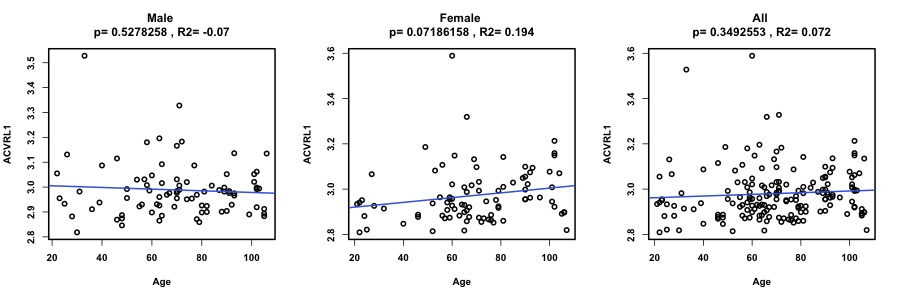 Male
p= 0.5278258 , R2= -0.07
ACVRL1
3.5
3.4
3.3
3.2
3.1
3.0
2.9
2.8
20 40 60 80 100
Age
Female
p= 0.07186158 , R2= 0.194
ACVRL1
3.6
3.4
3.2
3.0
2.8
20 40 60 80 100
Age
All
p= 0.3492553 , R2= 0.072
ACVRL1
3.6
3.4
3.2
3.0
2.8
20 40 60 80 100
Age